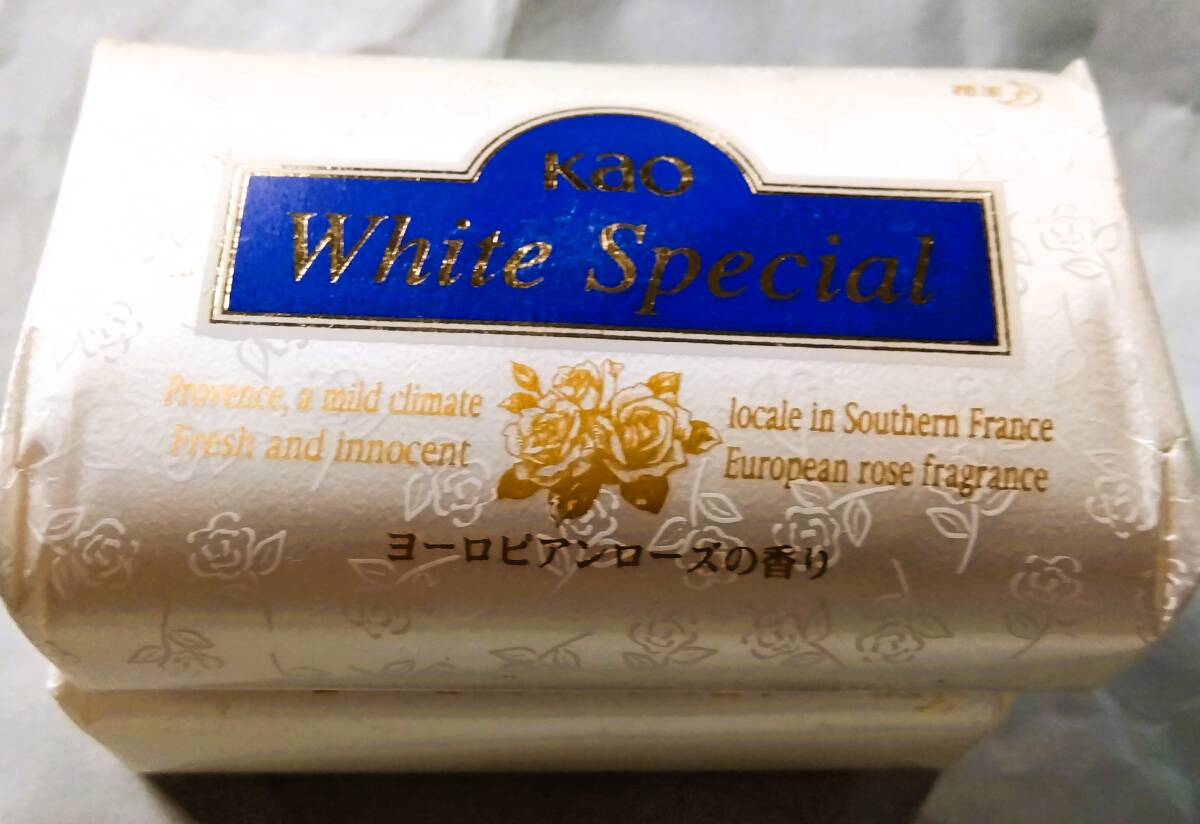 Kao
White Special
Provence, a mild climate locale in Southern France
Fresh and innocent European rose fragrance
ヨーロピアンローズの香り